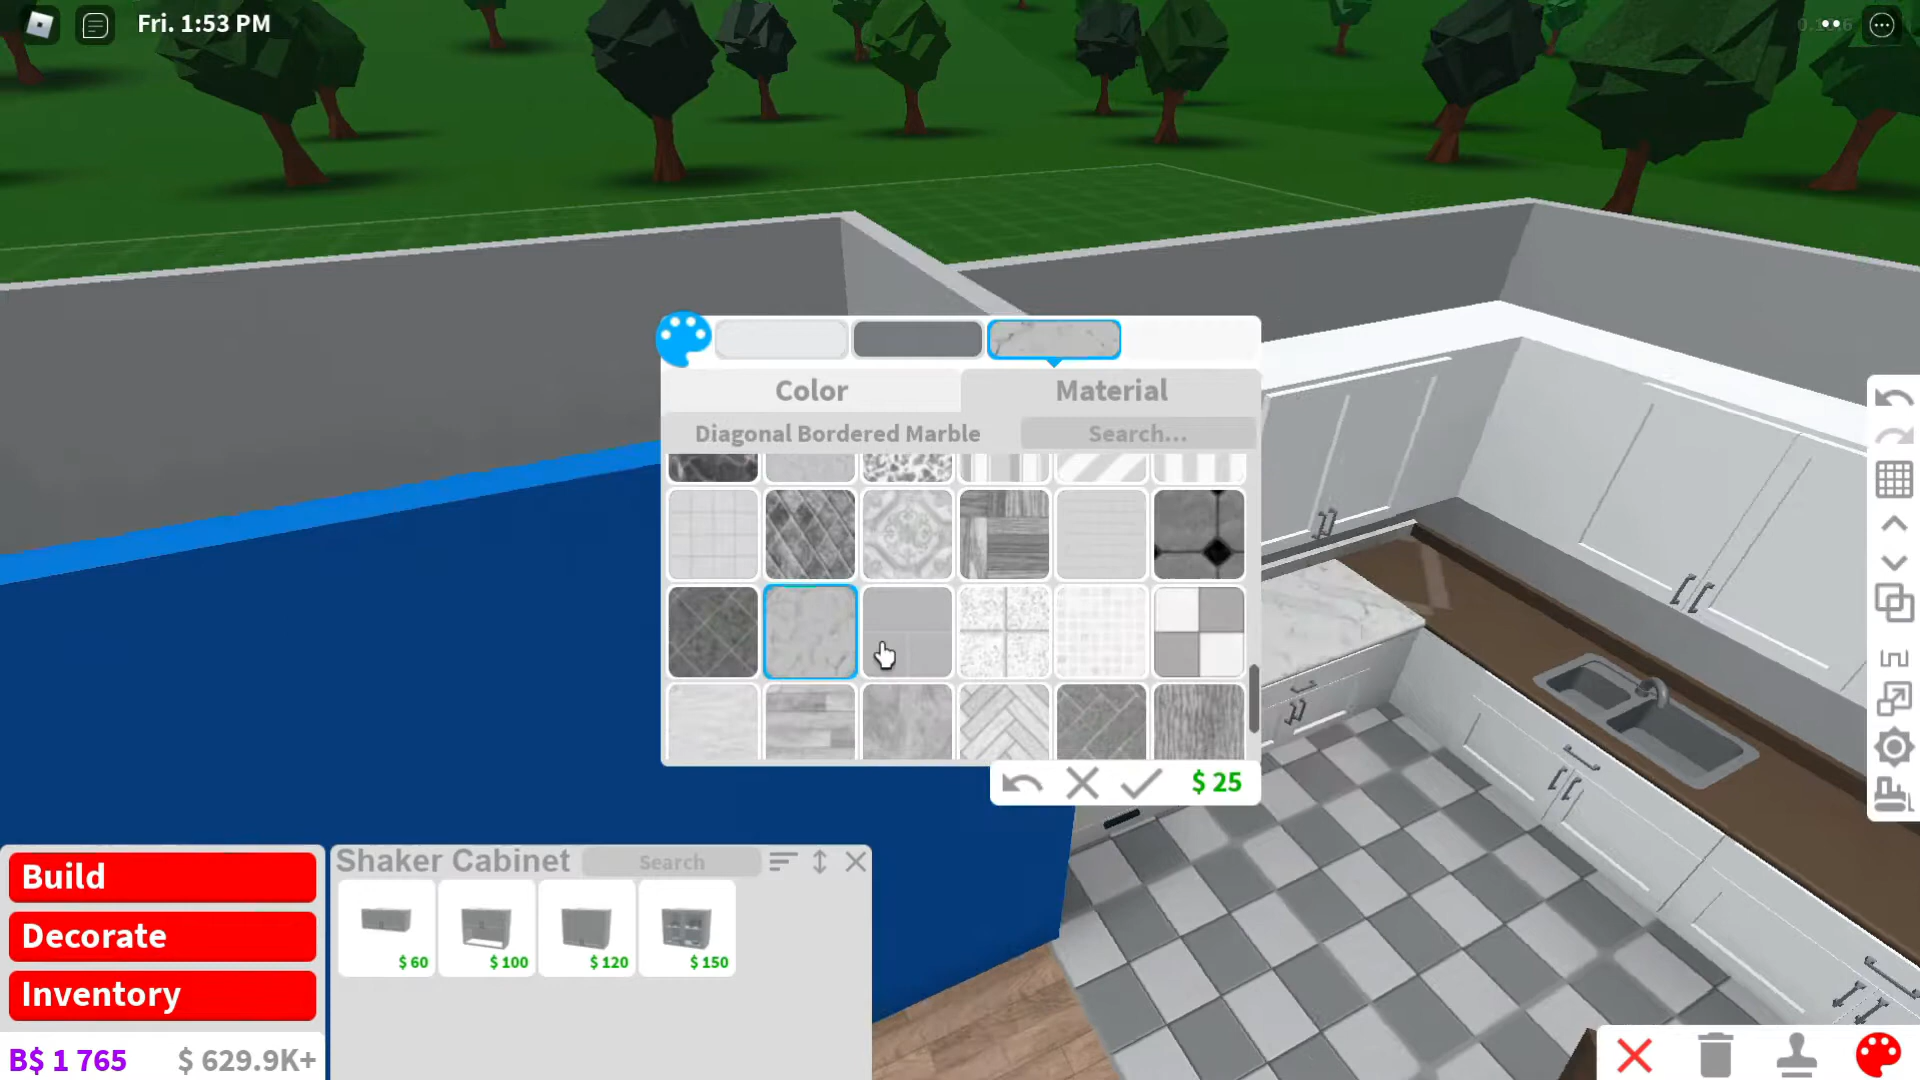 Fri. 1:53 PM
Color
Material
Diagonal Bordered Marble
Search...
$ 25
Shaker Cabinet
Search
$ 60
$ 100
$ 120
$ 150
Build
Decorate
Inventory
B$ 1 765
$ 629.9K+